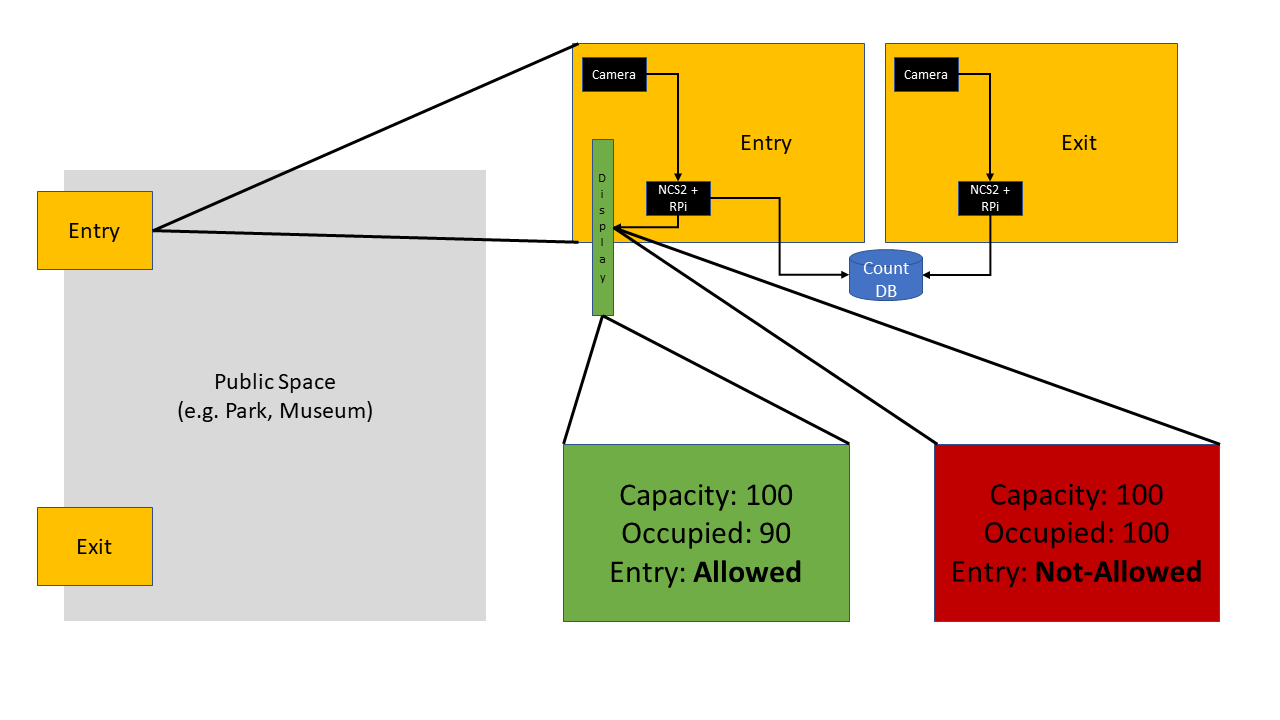 Camera
Entry
Display
NCS2 +
RPi
Camera
Exit
NCS2 +
RPi
Count
DB
Entry
Public Space
(e.g. Park, Museum)
Exit
Capacity: 100
Occupied: 90
Entry: Allowed
Capacity: 100
Occupied: 100
Entry: Not-Allowed